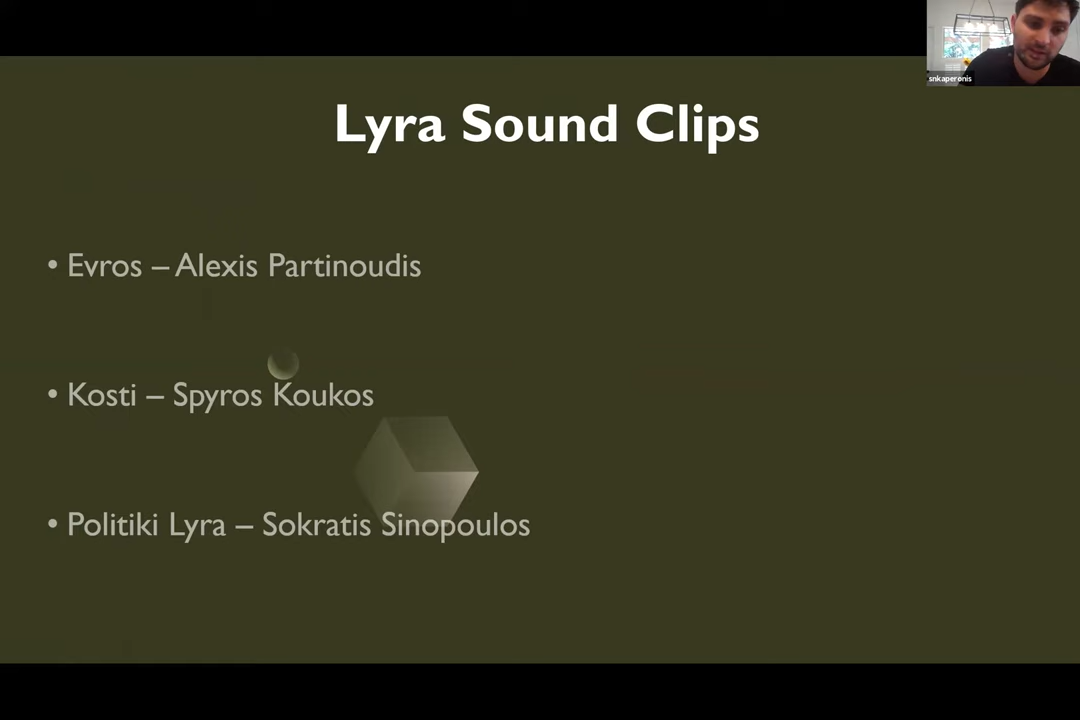 snkaperonis
Lyra Sound Clips
• Evros – Alexis Partinoudis
• Kosti – Spyros Koukos
• Politiki Lyra – Sokratis Sinopoulos